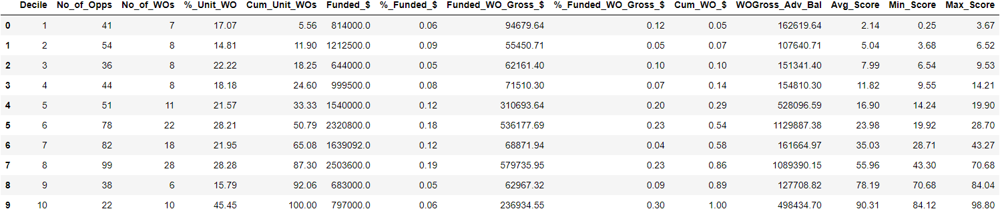 Decile No_of_Opps No_of_WOs %_Unit_WO Cum_Unit_WOs Funded_$ %_Funded_$ Funded_WO_Gross_$ %_Funded_WO_Gross_$ Cum_WO_$ WOGross_Adv_Bal Avg_Score Min_Score Max_Score
0 1 41 7 17.07 5.56 814000.0 0.06 94679.64 0.12 0.05 162619.64 2.14 0.25 3.67
1 2 54 8 14.81 11.90 1212500.0 0.09 55450.71 0.05 0.07 107640.71 5.04 3.68 6.52
2 3 36 8 22.22 18.25 644000.0 0.05 62161.40 0.10 0.10 151341.40 7.99 6.54 9.53
3 4 44 8 18.18 24.60 999500.0 0.08 71510.30 0.07 0.14 154810.30 11.82 9.55 14.21
4 5 51 11 21.57 33.33 1540000.0 0.12 310693.64 0.20 0.29 528096.59 16.90 14.24 19.90
5 6 78 22 28.21 50.79 2320800.0 0.18 536177.69 0.23 0.54 1129887.38 23.98 19.92 28.70
6 7 82 18 21.95 65.08 1639092.0 0.12 68871.94 0.04 0.58 161664.97 35.03 28.71 43.27
7 8 99 28 28.28 87.30 2503600.0 0.19 579735.95 0.23 0.86 1089390.15 55.96 43.30 70.68
8 9 38 6 15.79 92.06 683000.0 0.05 62967.32 0.09 0.89 127708.82 78.19 70.68 84.04
9 10 22 10 45.45 100.00 797000.0 0.06 236934.55 0.30 1.00 498434.70 90.31 84.12 98.80